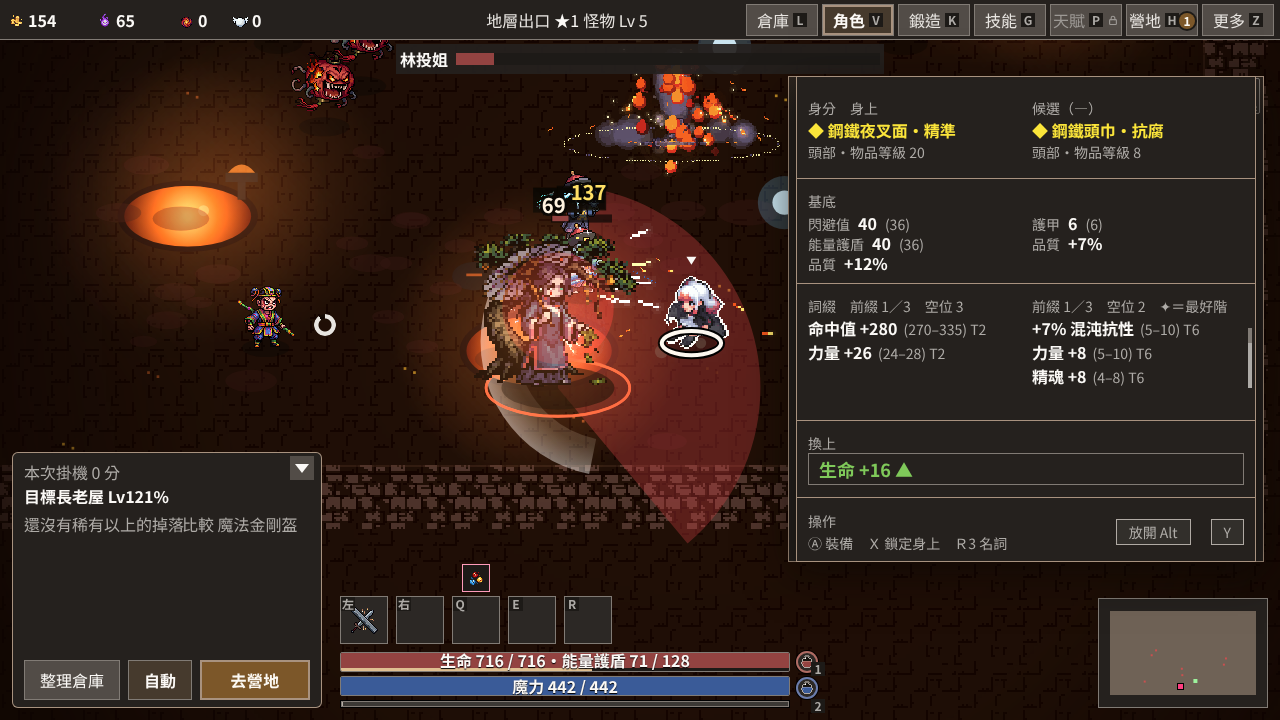 154 65 0 0
地層出口 ★1 怪物 Lv 5
倉庫 L
角色 V
鍛造 K
技能 G
天賦 P
營地 H 1
更多 Z
林投姐
137
69
身分 身上
◆ 鋼鐵夜叉面・精準
頭部・物品等級 20
候選（一）
◆ 鋼鐵頭巾・抗腐
頭部・物品等級 8
基底
閃避值 40 (36)
能量護盾 40 (36)
品質 +12%
護甲 6 (6)
品質 +7%
詞綴 前綴 1／3 空位 3
命中值 +280 (270–335) T2
力量 +26 (24–28) T2
前綴 1／3 空位 2 ✦＝最好階
+7% 混沌抗性 (5–10) T6
力量 +8 (5–10) T6
精魂 +8 (4–8) T6
換上
生命 +16 ▲
操作
Ⓐ 裝備 X 鎖定身上 R3 名詞
放開 Alt
Y
本次掛機 0 分
目標長老屋 Lv121%
還沒有稀有以上的掉落比較 魔法金剛盔
整理倉庫
自動
去營地
左
右
Q
E
R
生命 716 / 716・能量護盾 71 / 128
1
魔力 442 / 442
2